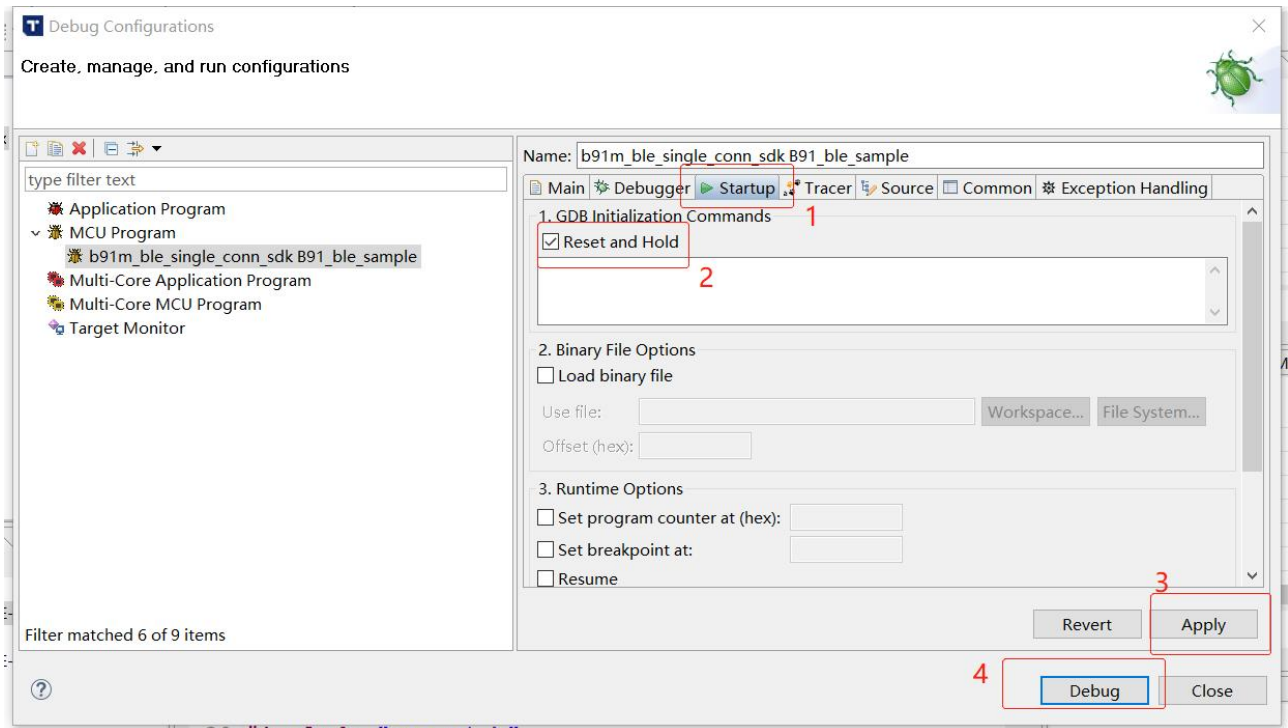 Debug Configurations
Create, manage, and run configurations
type filter text
Application Program
MCU Program
b91m_ble_single_conn_sdk B91_ble_sample
Multi-Core Application Program
Multi-Core MCU Program
Target Monitor
Filter matched 6 of 9 items
Name: b91m_ble_single_conn_sdk B91_ble_sample
Main Debugger Startup Tracer Source Common Exception Handling
1
1. GDB Initialization Commands
Reset and Hold
2
2. Binary File Options
Load binary file
Use file: Workspace... File System...
Offset (hex):
3. Runtime Options
Set program counter at (hex):
Set breakpoint at:
Resume
3
Revert Apply
4
Debug Close